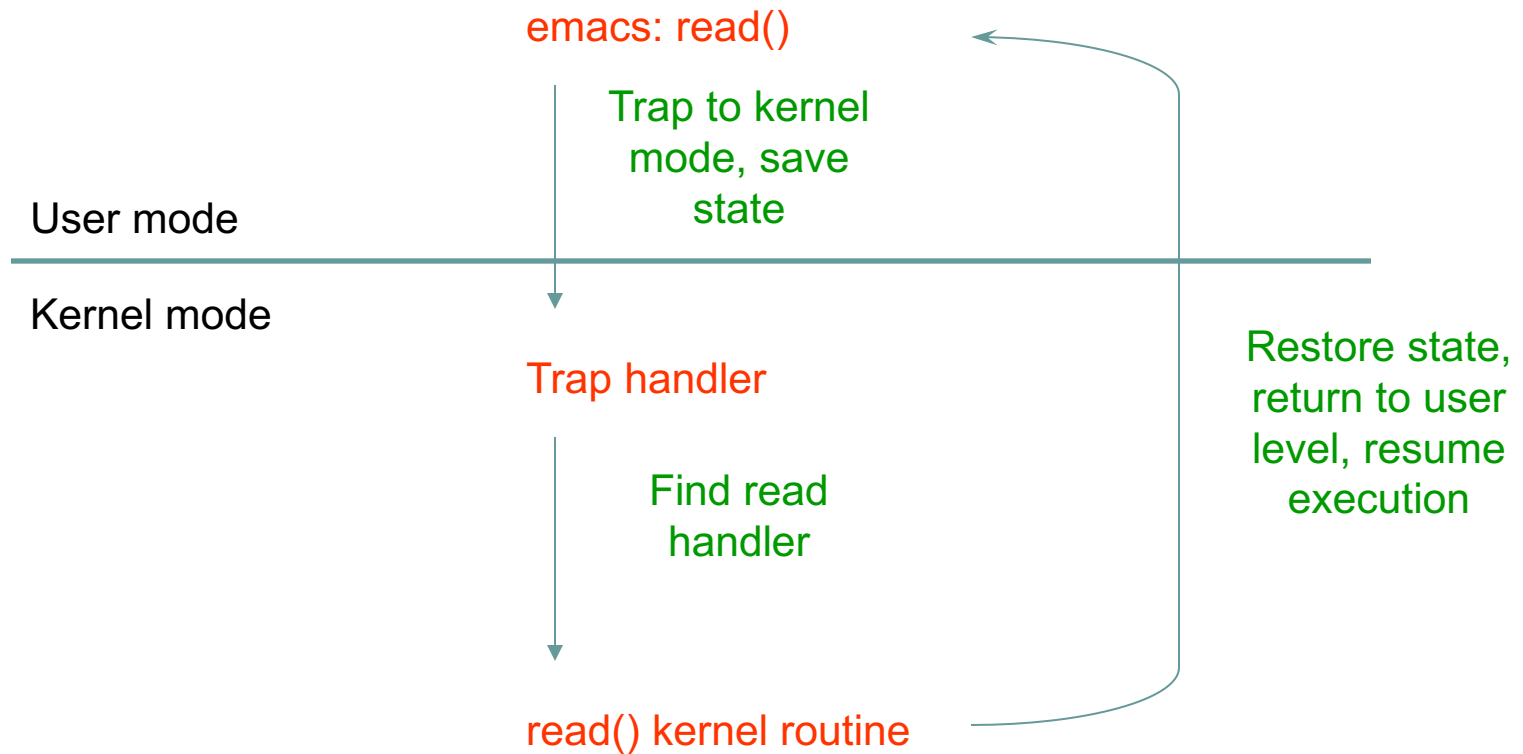 emacs: read()
Trap to kernel
mode, save
state
User mode
Kernel mode
Trap handler
Find read
handler
Restore state,
return to user
level, resume
execution
read() kernel routine